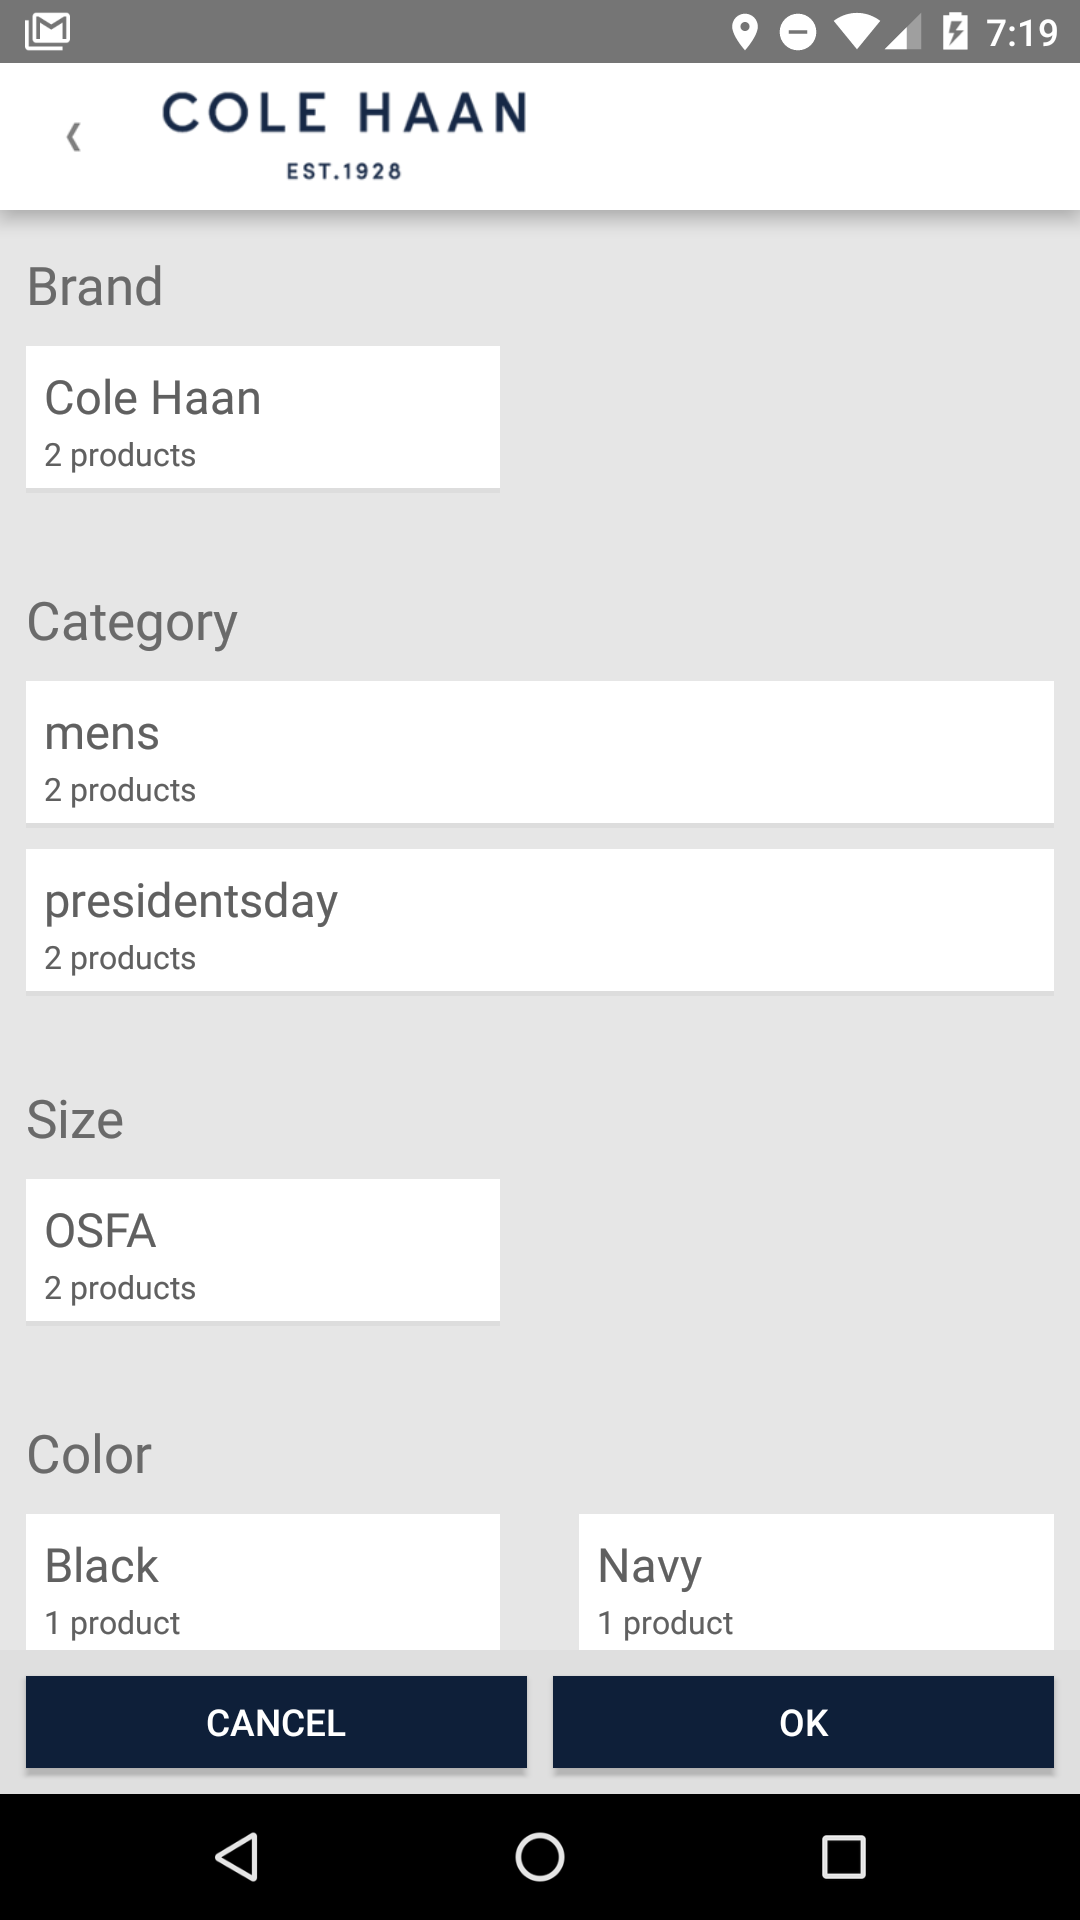 7:19
COLE HAAN
EST.1928
Brand
Cole Haan
2 products
Category
mens
2 products
presidentsday
2 products
Size
OSFA
2 products
Color
Black
1 product
Navy
1 product
CANCEL
OK